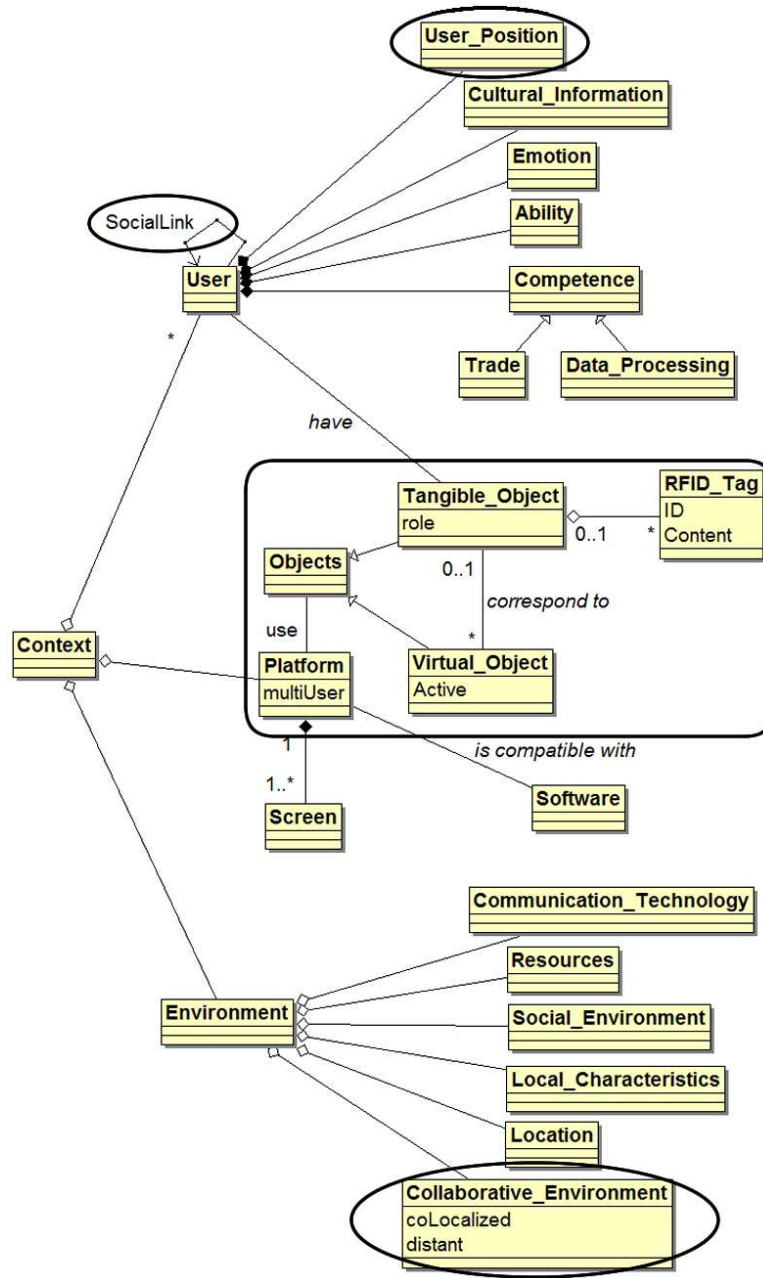 User_Position
Cultural_Information
Emotion
Ability
SocialLink
User
Competence
*
Trade
Data_Processing
have
Tangible_Object
role
RFID_Tag
ID
Content
0..1
*
Objects
0..1
correspond to
use
*
Context
Platform
multiUser
Virtual_Object
Active
1
is compatible with
1..*
Screen
Software
Communication_Technology
Resources
Environment
Social_Environment
Local_Characteristics
Location
Collaborative_Environment
coLocalized
distant